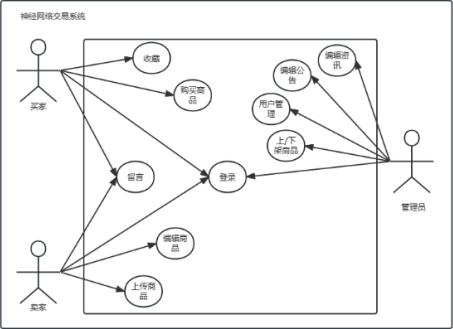 神经网络交易系统
收藏
编辑资
讯
编辑公
告
购买商
品
买家
用户管
理
上/下
架商品
留言
登录
管理员
编辑商
品
上传商
品
卖家